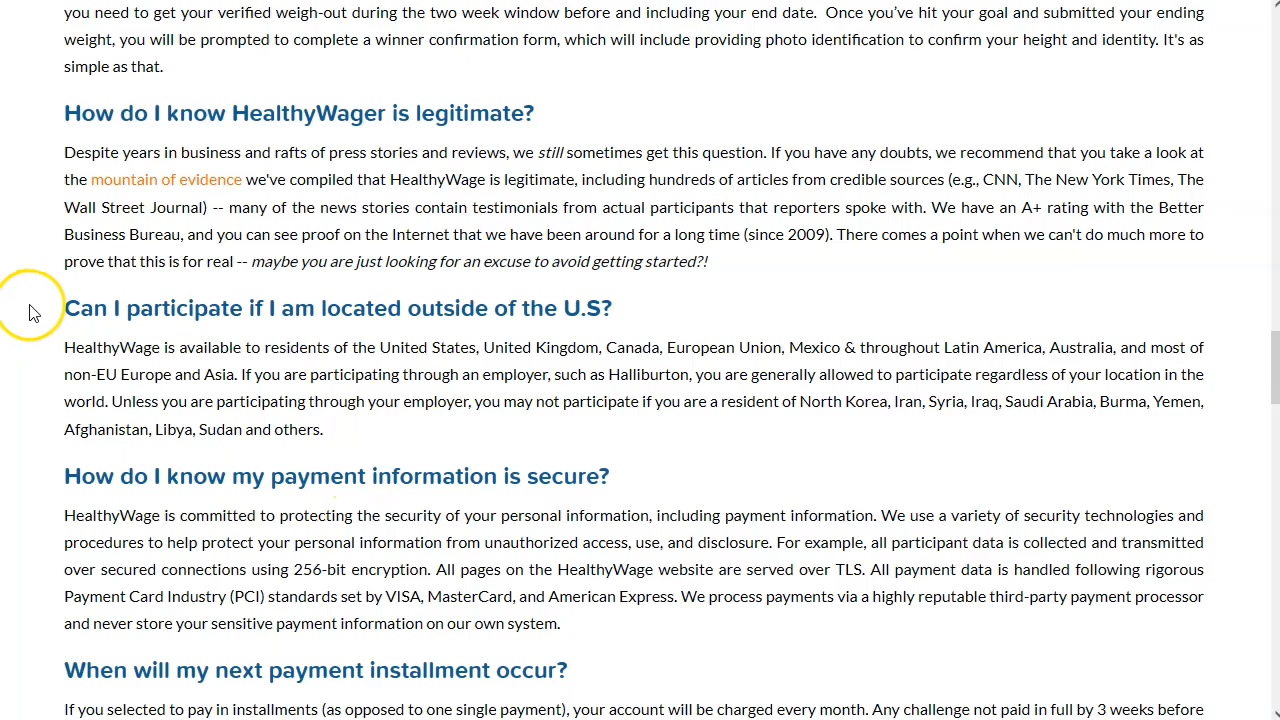 you need to get your verified weigh-out during the two week window before and including your end date.  Once you've hit your goal and submitted your ending
weight, you will be prompted to complete a winner confirmation form, which will include providing photo identification to confirm your height and identity. It's as
simple as that.
How do I know HealthyWager is legitimate?
Despite years in business and rafts of press stories and reviews, we still sometimes get this question. If you have any doubts, we recommend that you take a look at
the mountain of evidence we've compiled that HealthyWage is legitimate, including hundreds of articles from credible sources (e.g., CNN, The New York Times, The
Wall Street Journal) -- many of the news stories contain testimonials from actual participants that reporters spoke with. We have an A+ rating with the Better
Business Bureau, and you can see proof on the Internet that we have been around for a long time (since 2009). There comes a point when we can't do much more to
prove that this is for real -- maybe you are just looking for an excuse to avoid getting started?!
Can I participate if I am located outside of the U.S?
HealthyWage is available to residents of the United States, United Kingdom, Canada, European Union, Mexico & throughout Latin America, Australia, and most of
non-EU Europe and Asia. If you are participating through an employer, such as Halliburton, you are generally allowed to participate regardless of your location in the
world. Unless you are participating through your employer, you may not participate if you are a resident of North Korea, Iran, Syria, Iraq, Saudi Arabia, Burma, Yemen,
Afghanistan, Libya, Sudan and others.
How do I know my payment information is secure?
HealthyWage is committed to protecting the security of your personal information, including payment information. We use a variety of security technologies and
procedures to help protect your personal information from unauthorized access, use, and disclosure. For example, all participant data is collected and transmitted
over secured connections using 256-bit encryption. All pages on the HealthyWage website are served over TLS. All payment data is handled following rigorous
Payment Card Industry (PCI) standards set by VISA, MasterCard, and American Express. We process payments via a highly reputable third-party payment processor
and never store your sensitive payment information on our own system.
When will my next payment installment occur?
If you selected to pay in installments (as opposed to one single payment), your account will be charged every month. Any challenge not paid in full by 3 weeks before